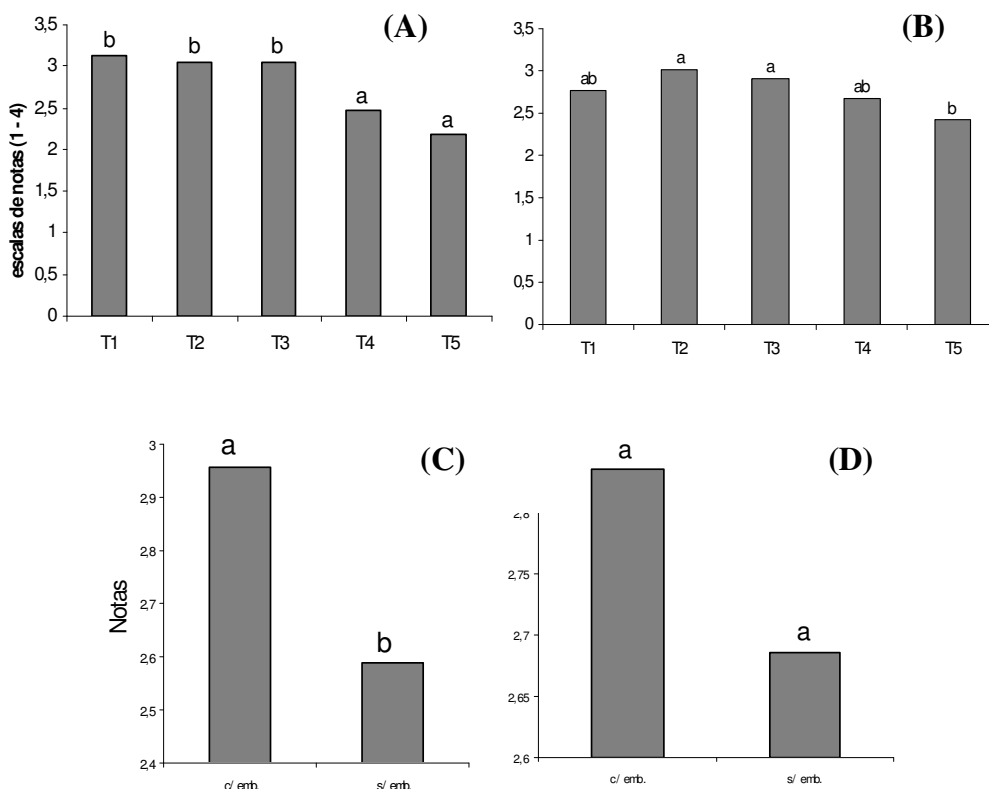 (A)
escalas de notas (1 - 4)
3,5
3
2,5
2
1,5
1
0,5
0
b
b
b
a
a
T1
T2
T3
T4
T5
(B)
3,5
3
2,5
2
1,5
1
0,5
0
ab
a
a
ab
b
T1
T2
T3
T4
T5
(C)
Notas
3
2,9
2,8
2,7
2,6
2,5
2,4
a
b
c/ emb.
s/ emb.
(D)
2,8
2,75
2,7
2,65
2,6
a
a
c/ emb.
s/ emb.